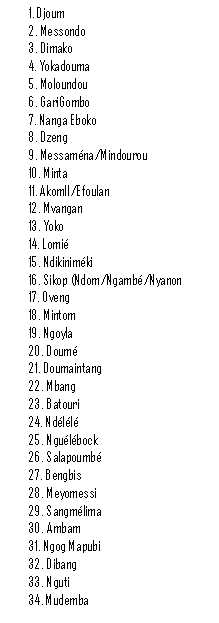 1. Djoum
2. Messondo
3. Dimako
4. Yokadouma
5. Moloundou
6. GariGombo
7. Nanga Eboko
8. Dzeng
9. Messaména/Mindourou
10. Minta
11. AkomII/Efoulan
12. Mvangan
13. Yoko
14. Lomié
15. Ndikiniméki
16. Sikop (Ndom/Ngambé/Nyanon
17. Oveng
18. Mintom
19. Ngoyla
20. Doumé
21. Doumaintang
22. Mbang
23. Batouri
24. Ndélélé
25. Nguélébock
26. Salapoumbé
27. Bengbis
28. Meyomessi
29. Sangmélima
30. Ambam
31. Ngog Mapubi
32. Dibang
33. Nguti
34. Mudemba